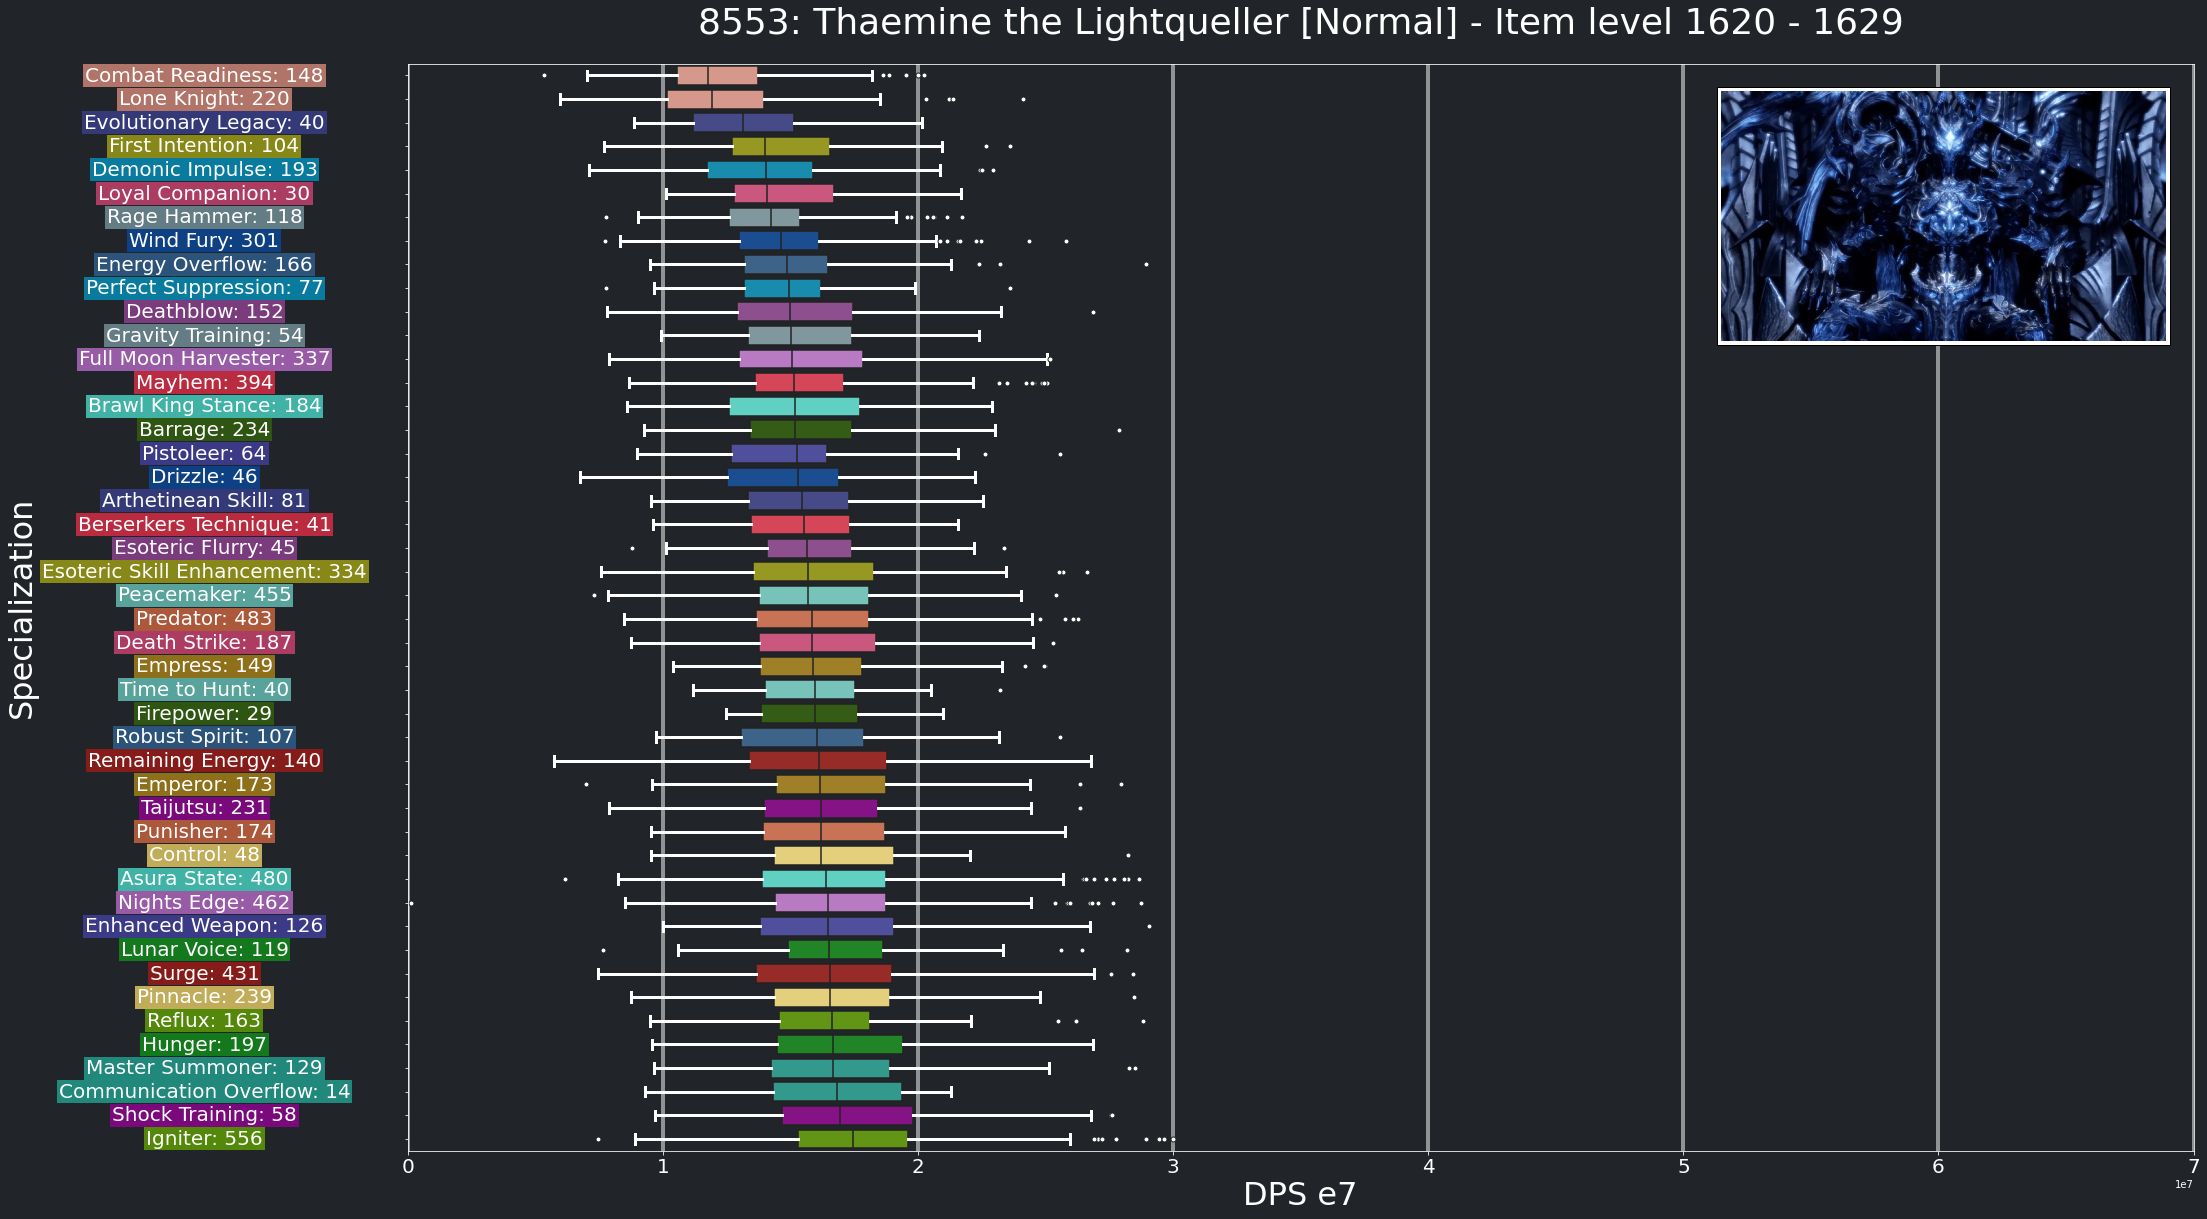 8553: Thaemine the Lightqueller [Normal] - Item level 1620 - 1629
Combat Readiness: 148
Lone Knight: 220
Evolutionary Legacy: 40
First Intention: 104
Demonic Impulse: 193
Loyal Companion: 30
Rage Hammer: 118
Wind Fury: 301
Energy Overflow: 166
Perfect Suppression: 77
Deathblow: 152
Gravity Training: 54
Full Moon Harvester: 337
Mayhem: 394
Brawl King Stance: 184
Barrage: 234
Pistoleer: 64
Drizzle: 46
Arthetinean Skill: 81
Berserkers Technique: 41
Esoteric Flurry: 45
Esoteric Skill Enhancement: 334
Peacemaker: 455
Predator: 483
Death Strike: 187
Empress: 149
Time to Hunt: 40
Firepower: 29
Robust Spirit: 107
Remaining Energy: 140
Emperor: 173
Taijutsu: 231
Punisher: 174
Control: 48
Asura State: 480
Nights Edge: 462
Enhanced Weapon: 126
Lunar Voice: 119
Surge: 431
Pinnacle: 239
Reflux: 163
Hunger: 197
Master Summoner: 129
Communication Overflow: 14
Shock Training: 58
Igniter: 556
Specialization
0 1 2 3 4 5 6 7
DPS e7
1e7